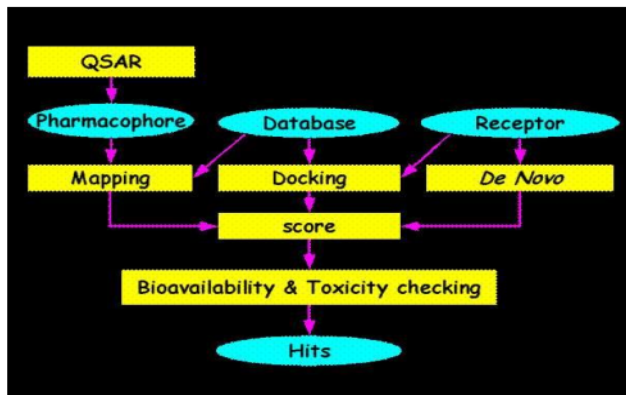 QSAR
Pharmacophore
Database
Receptor
Mapping
Docking
De Novo
score
Bioavailability & Toxicity checking
Hits